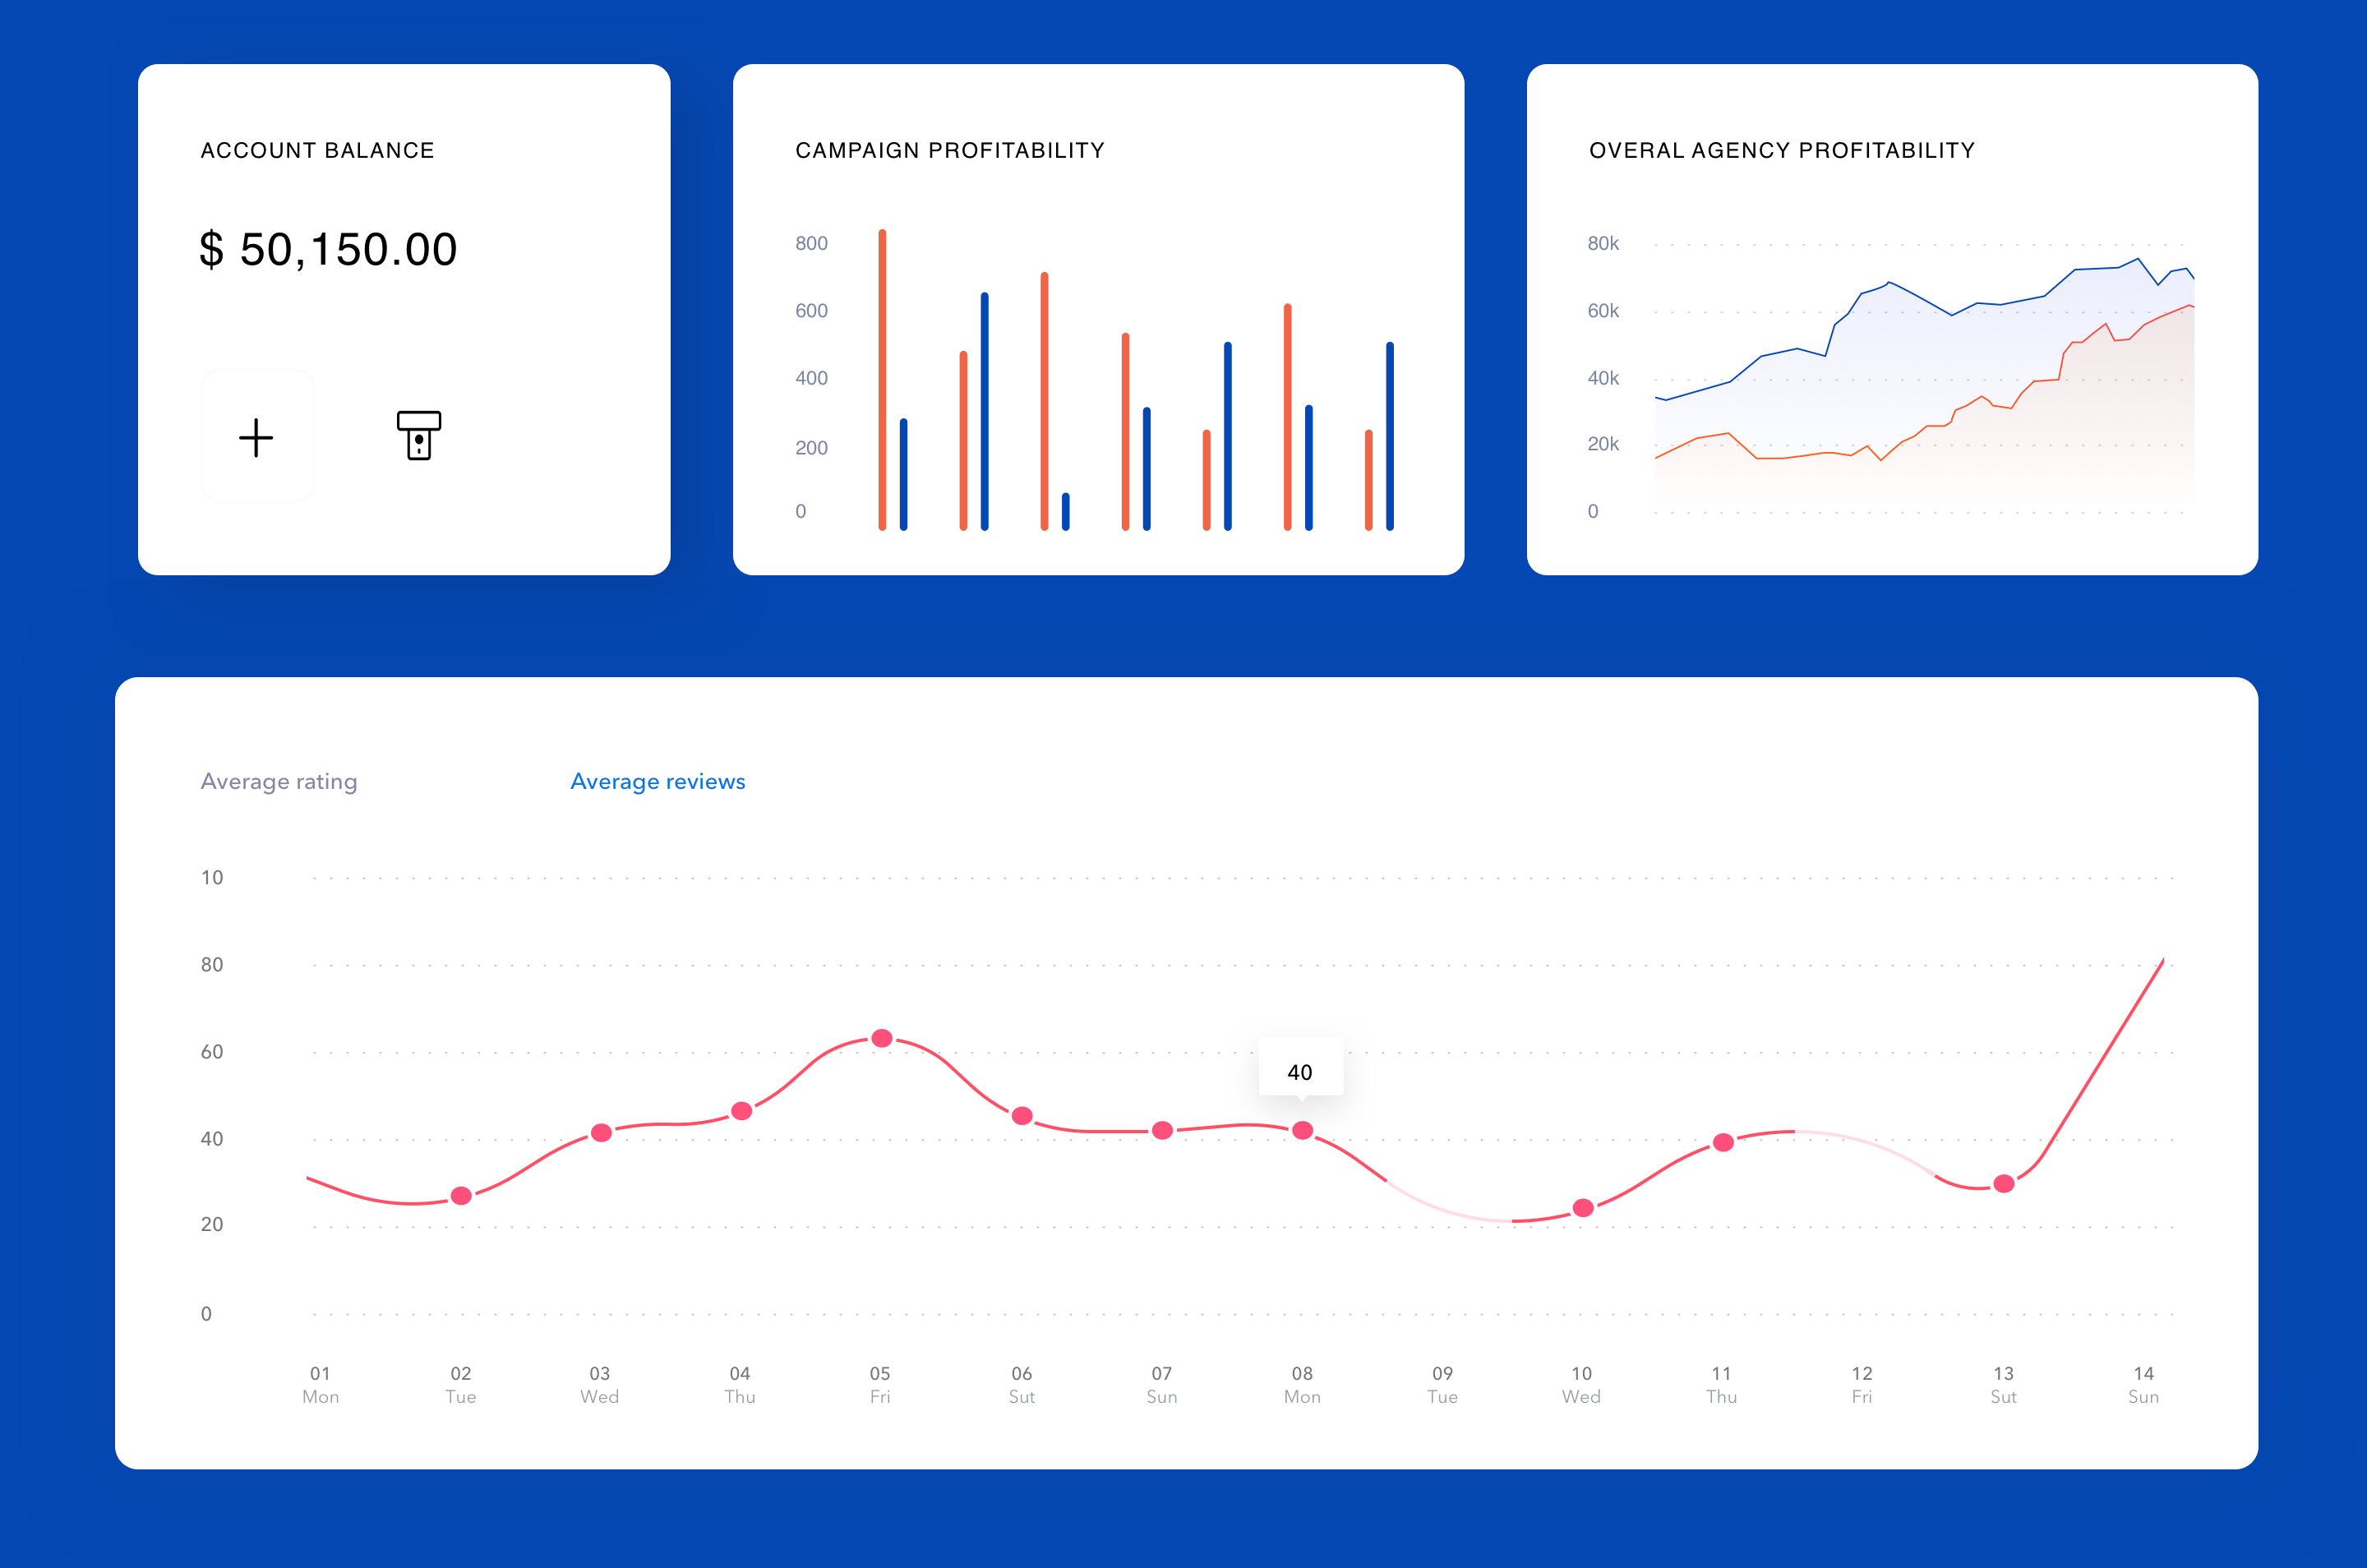 ACCOUNT BALANCE
$ 50,150.00
CAMPAIGN PROFITABILITY
800
600
400
200
0
OVERAL AGENCY PROFITABILITY
80k
60k
40k
20k
0
Average rating
Average reviews
10
80
60
40
20
0
40
01 02 03 04 05 06 07 08 09 10 11 12 13 14
Mon Tue Wed Thu Fri Sut Sun Mon Tue Wed Thu Fri Sut Sun